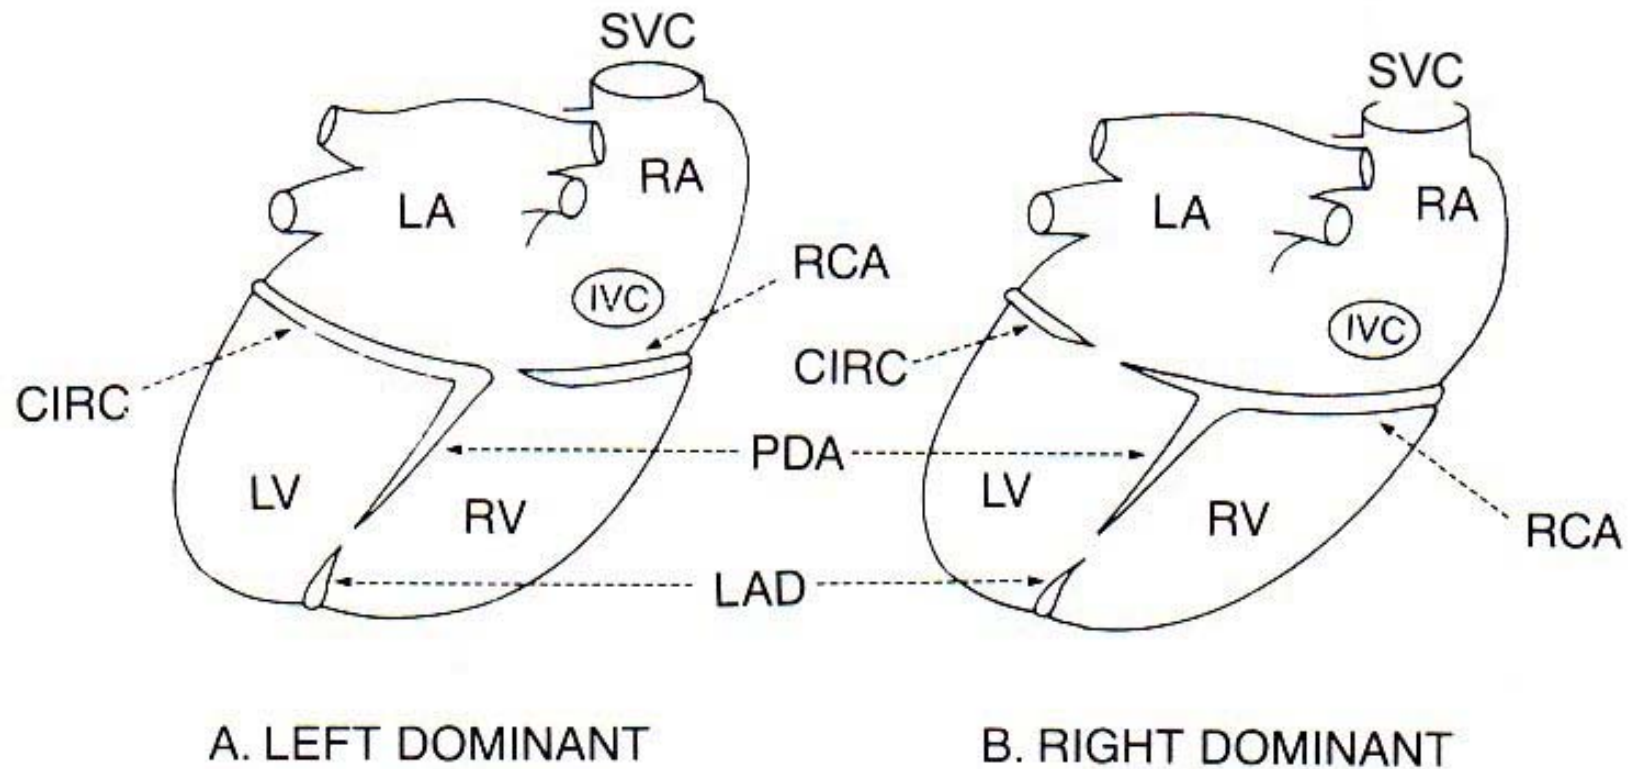 SVC
SVC
RA
LA
LA
RA
RCA
IVC
IVC
CIRC
CIRC
PDA
LV
LV
RV
RV
RCA
LAD
A. LEFT DOMINANT
B. RIGHT DOMINANT